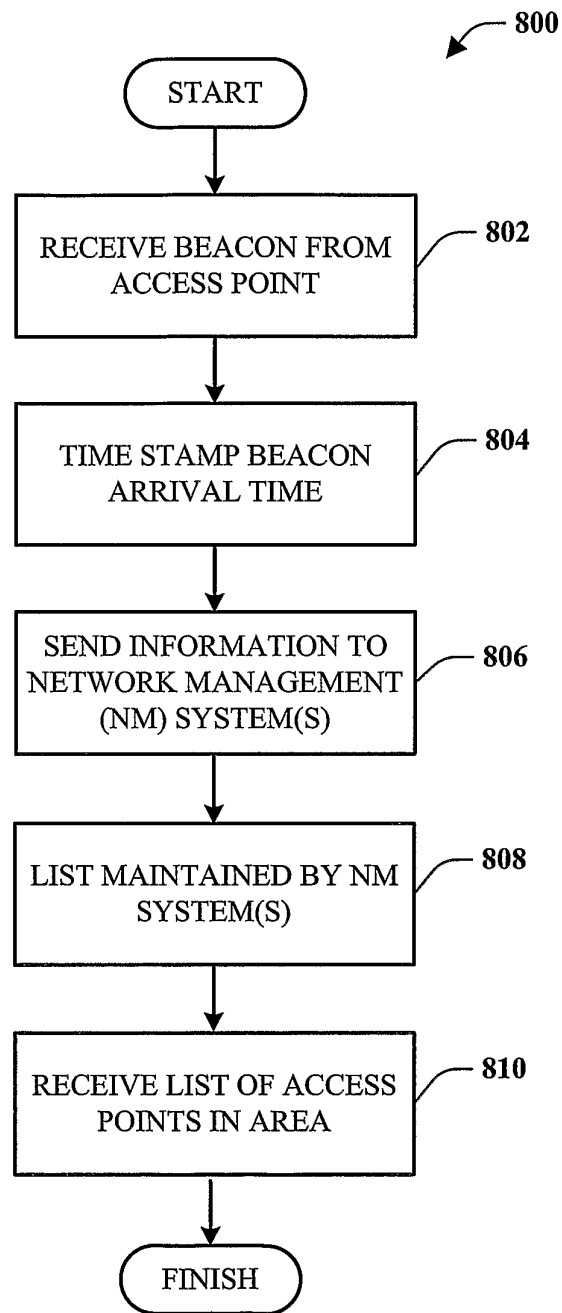 800
START
RECEIVE BEACON FROM
ACCESS POINT
802
TIME STAMP BEACON
ARRIVAL TIME
804
SEND INFORMATION TO
NETWORK MANAGEMENT
(NM) SYSTEM(S)
806
LIST MAINTAINED BY NM
SYSTEM(S)
808
RECEIVE LIST OF ACCESS
POINTS IN AREA
810
FINISH